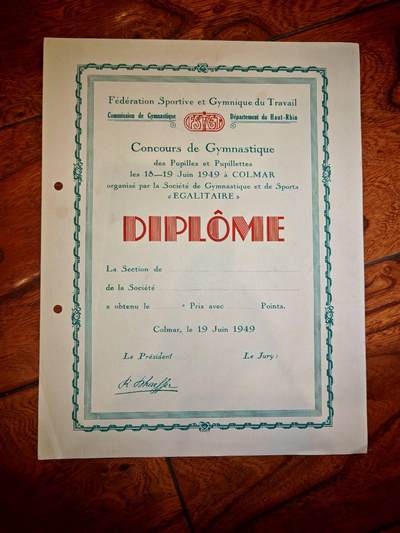 Fédération Sportive et Gymnique du Travail
Commission de Gymnastique FSGT Département du Haut-Rhin
Concours de Gymnastique
des Pupilles et Pupillettes
les 18—19 Juin 1949 à COLMAR
organisé par la Société de Gymnastique et de Sports
« EGALITAIRE »
DIPLÔME
La Section de
de la Société
a obtenu le e Prix avec Points.
Colmar, le 19 Juin 1949
Le Président Le Jury :